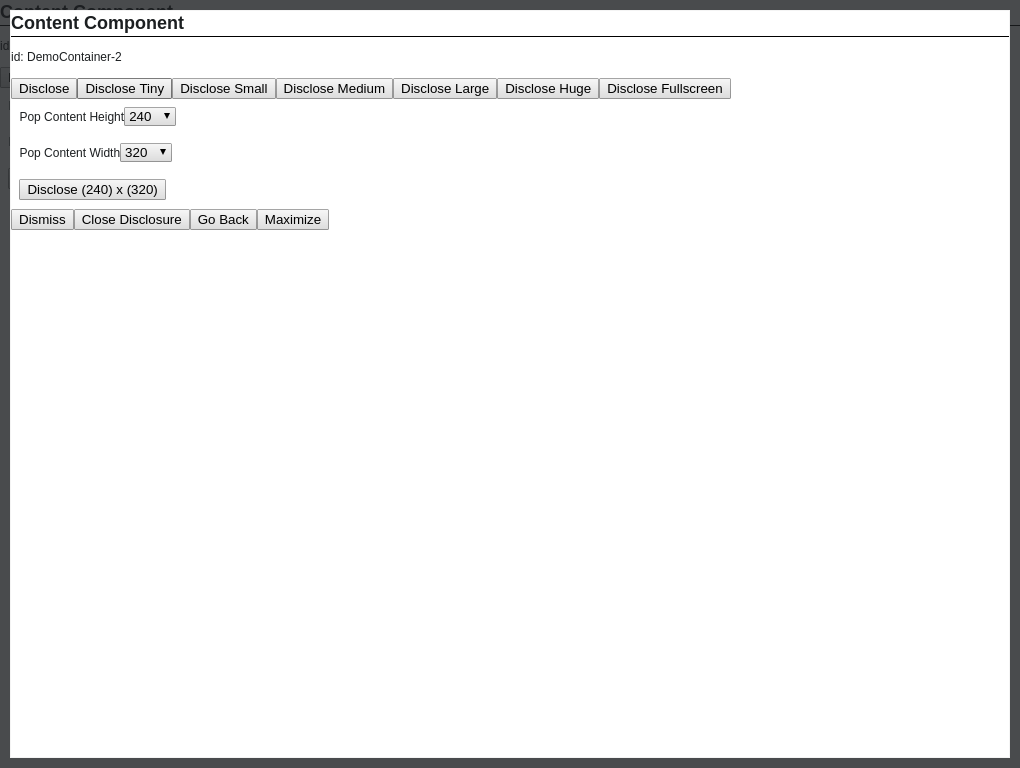 Content Component
id: DemoContainer-2
Disclose Disclose Tiny Disclose Small Disclose Medium Disclose Large Disclose Huge Disclose Fullscreen
Pop Content Height 240
Pop Content Width 320
Disclose (240) x (320)
Dismiss Close Disclosure Go Back Maximize